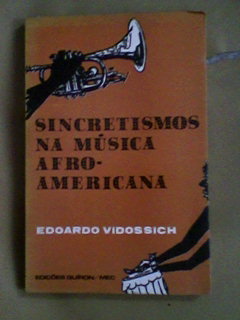 SINCRETISMOS
NA MÚSICA
AFRO-
AMERICANA
EDOARDO VIDOSSICH
EDIÇÕES QUÍRON/MEC